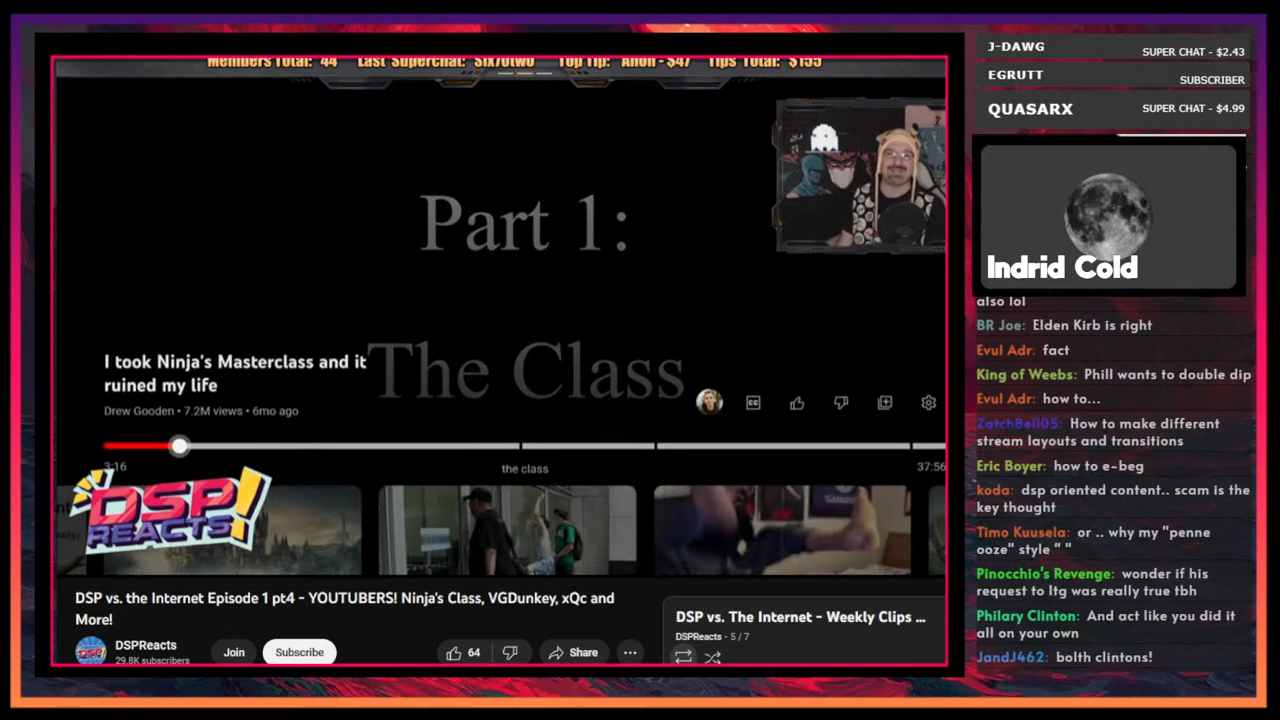 Members Total: 44 Last Superchat: Six7otwo Top Tip: Anon - $47 Tips Total: $155
Part 1:
The Class
I took Ninja's Masterclass and it
ruined my life
Drew Gooden • 7.2M views • 6mo ago
CC
3:16
the class
37:56
DSP
REACTS!
DSP vs. the Internet Episode 1 pt4 - YOUTUBERS! Ninja's Class, VGDunkey, xQc and
More!
DSPReacts
29.8K subscribers
Join
Subscribe
64
Share
DSP vs. The Internet - Weekly Clips ...
DSPReacts - 5 / 7
J-DAWG SUPER CHAT - $2.43
EGRUTT SUBSCRIBER
QUASARX SUPER CHAT - $4.99
Indrid Cold
also lol
BR Joe: Elden Kirb is right
Evul Adr: fact
King of Weebs: Phill wants to double dip
Evul Adr: how to...
ZatchBell05: How to make different
stream layouts and transitions
Eric Boyer: how to e-beg
koda: dsp oriented content.. scam is the
key thought
Timo Kuusela: or .. why my "penne
ooze" style " "
Pinocchio's Revenge: wonder if his
request to ltg was really true tbh
Philary Clinton: And act like you did it
all on your own
JandJ462: bolth clintons!